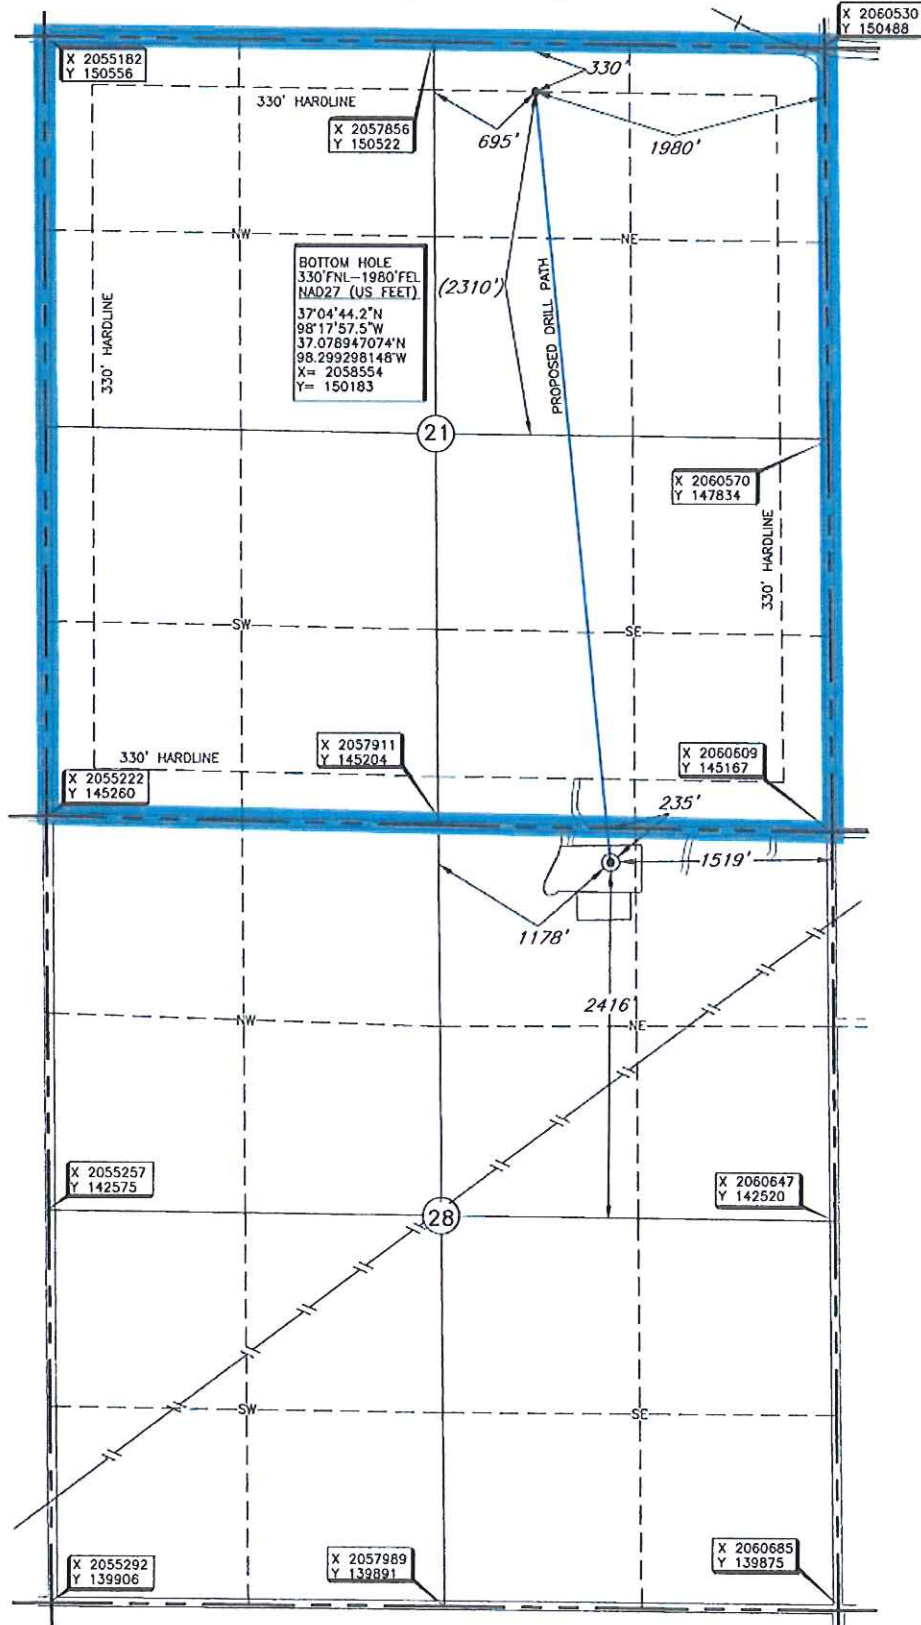 X 2060530
Y 150488
X 2055182
Y 150556
330'
330' HARDLINE
X 2057856
Y 150522
695'
1980'
NW
NE
BOTTOM HOLE
330'FNL-1980'FEL
NAD27 (US FEET)
37°04'44.2"N
98°17'57.5"W
37.078947074°N
98.299298148°W
X= 2058554
Y= 150183
(2310')
PROPOSED DRILL PATH
330' HARDLINE
21
X 2060570
Y 147834
330' HARDLINE
SW
SE
X 2057911
Y 145204
X 2060609
Y 145167
330' HARDLINE
X 2055222
Y 145260
235'
1519'
1178'
2416'
NW
NE
X 2055257
Y 142575
X 2060647
Y 142520
28
SW
SE
X 2055292
Y 139906
X 2057989
Y 139891
X 2060685
Y 139875